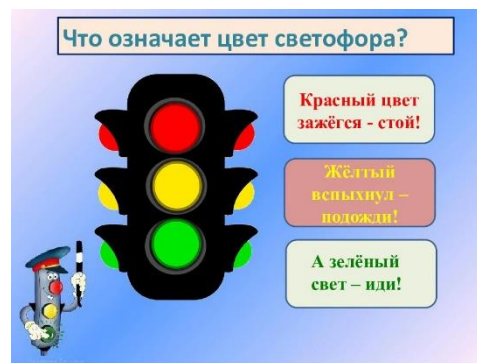 Что означает цвет светофора?
Красный цвет
зажёгся - стой!
Жёлтый
вспыхнул –
подожди!
А зелёный
свет – иди!